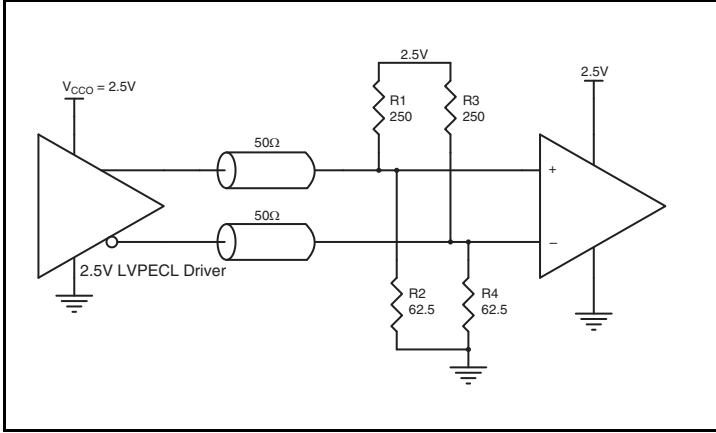 2.5V
V_CCO = 2.5V
2.5V
R1
250
R3
250
50Ω
+
50Ω
−
2.5V LVPECL Driver
R2
62.5
R4
62.5